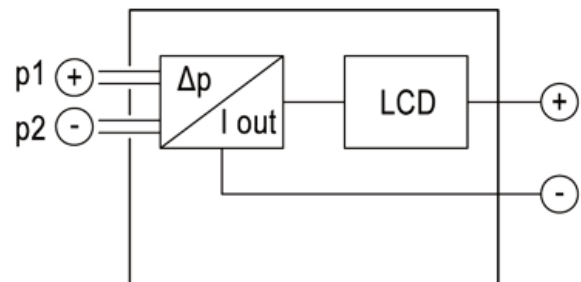 p1 +
p2 -
Δp
I out
LCD
+
-